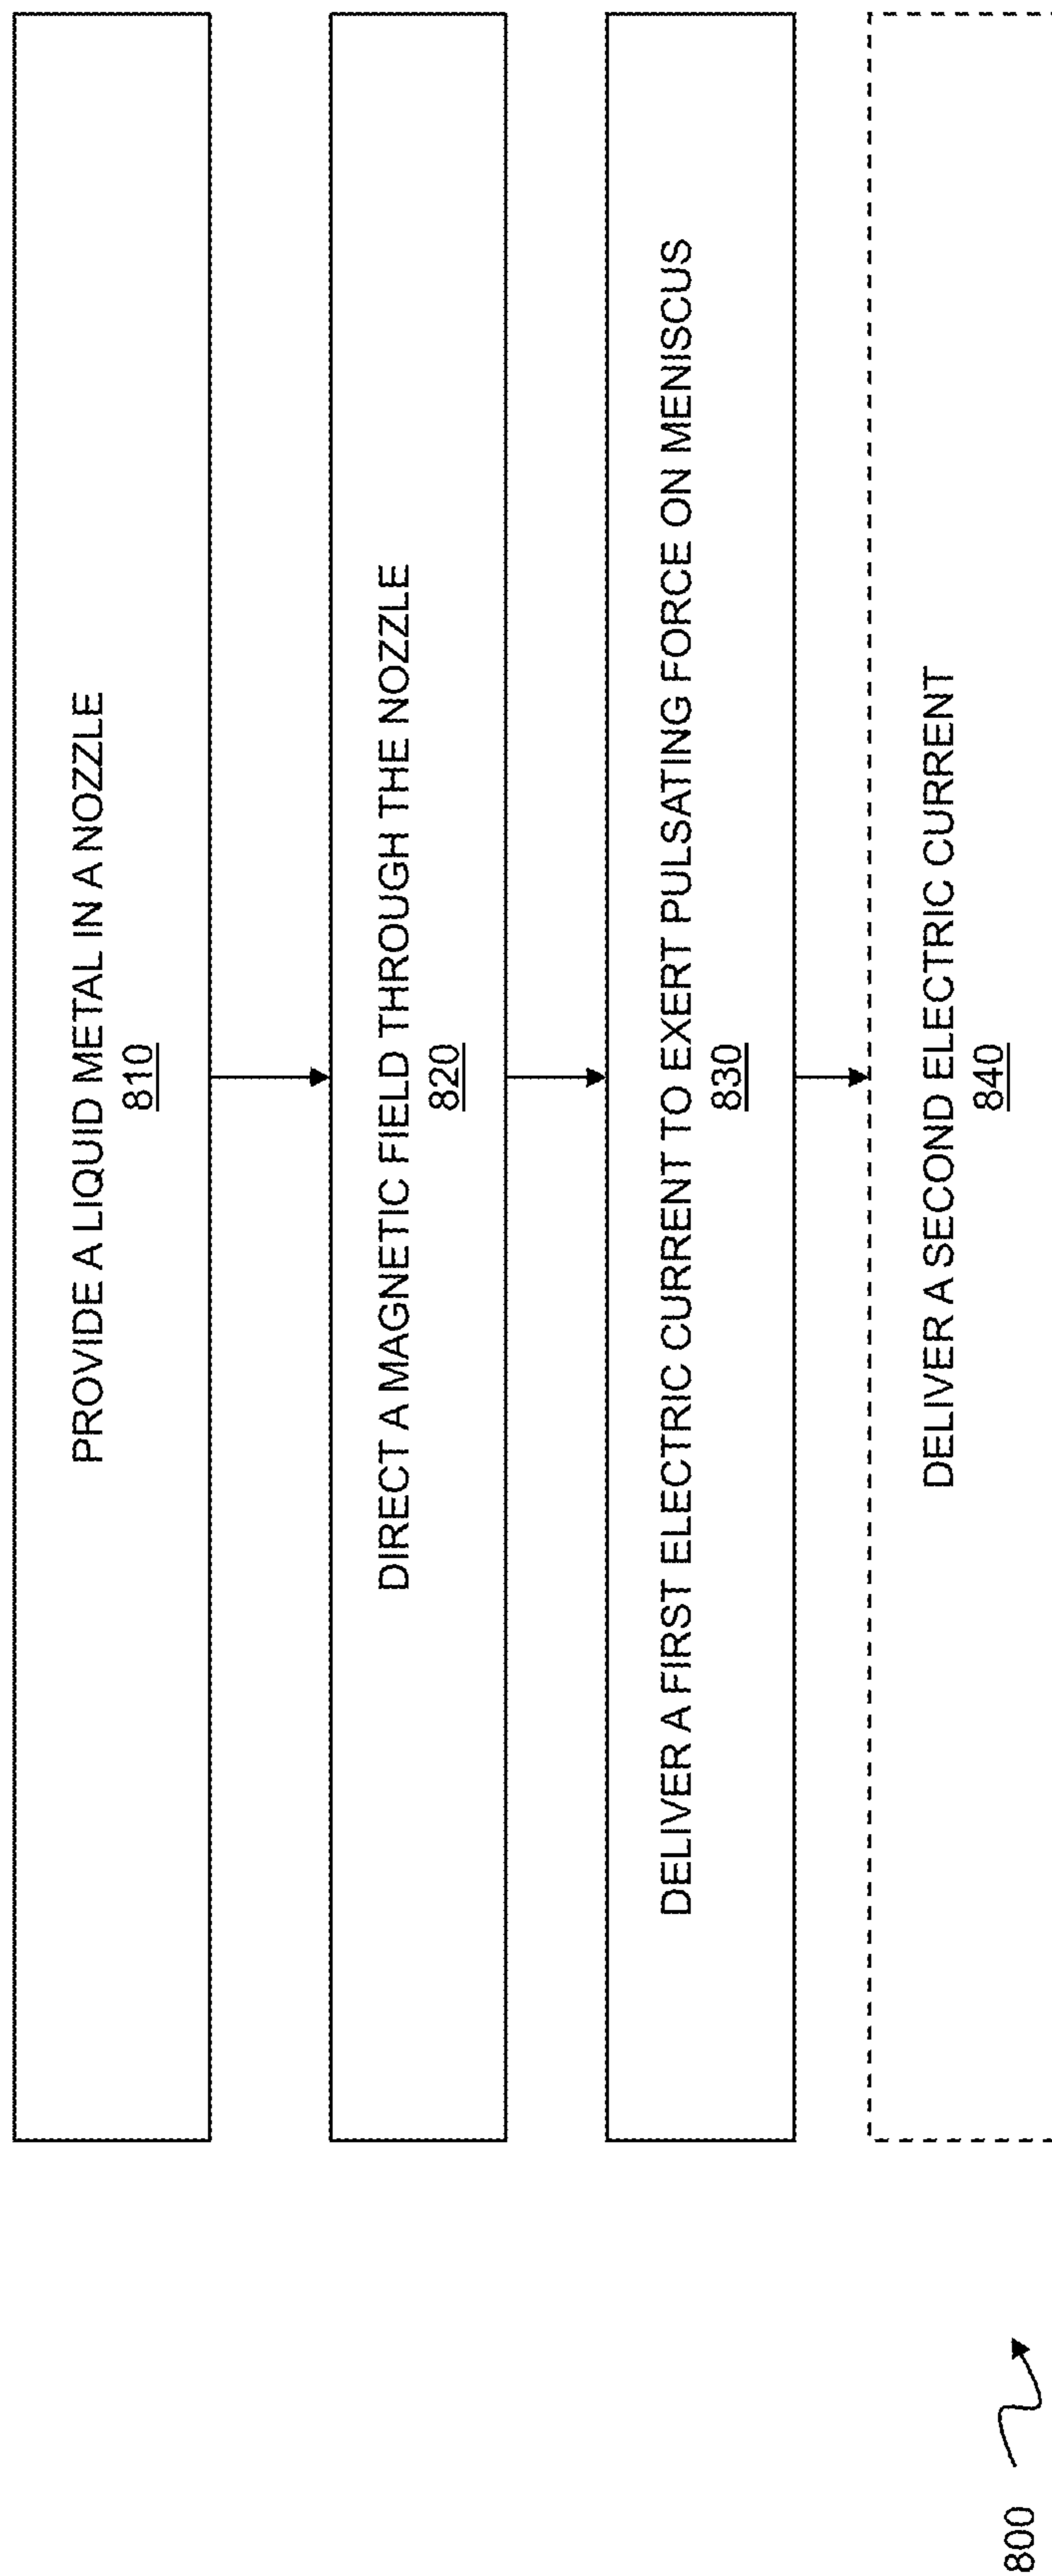 PROVIDE A LIQUID METAL IN A NOZZLE
810
DIRECT A MAGNETIC FIELD THROUGH THE NOZZLE
820
DELIVER A FIRST ELECTRIC CURRENT TO EXERT PULSATING FORCE ON MENISCUS
830
DELIVER A SECOND ELECTRIC CURRENT
840
800